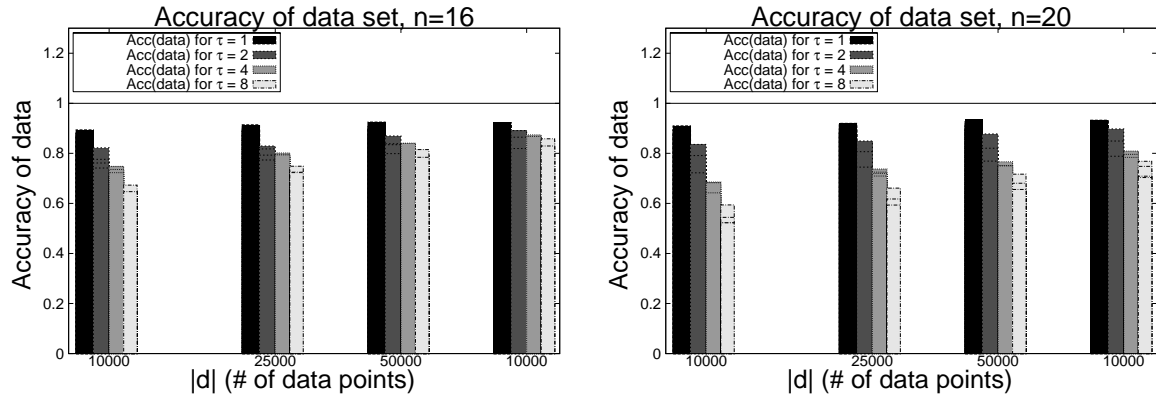 Accuracy of data set, n=16
Accuracy of data
1.2
1
0.8
0.6
0.4
0.2
0
Acc(data) for τ = 1
Acc(data) for τ = 2
Acc(data) for τ = 4
Acc(data) for τ = 8
10000 25000 50000 10000
|d| (# of data points)
Accuracy of data set, n=20
Accuracy of data
1.2
1
0.8
0.6
0.4
0.2
0
Acc(data) for τ = 1
Acc(data) for τ = 2
Acc(data) for τ = 4
Acc(data) for τ = 8
10000 25000 50000 10000
|d| (# of data points)